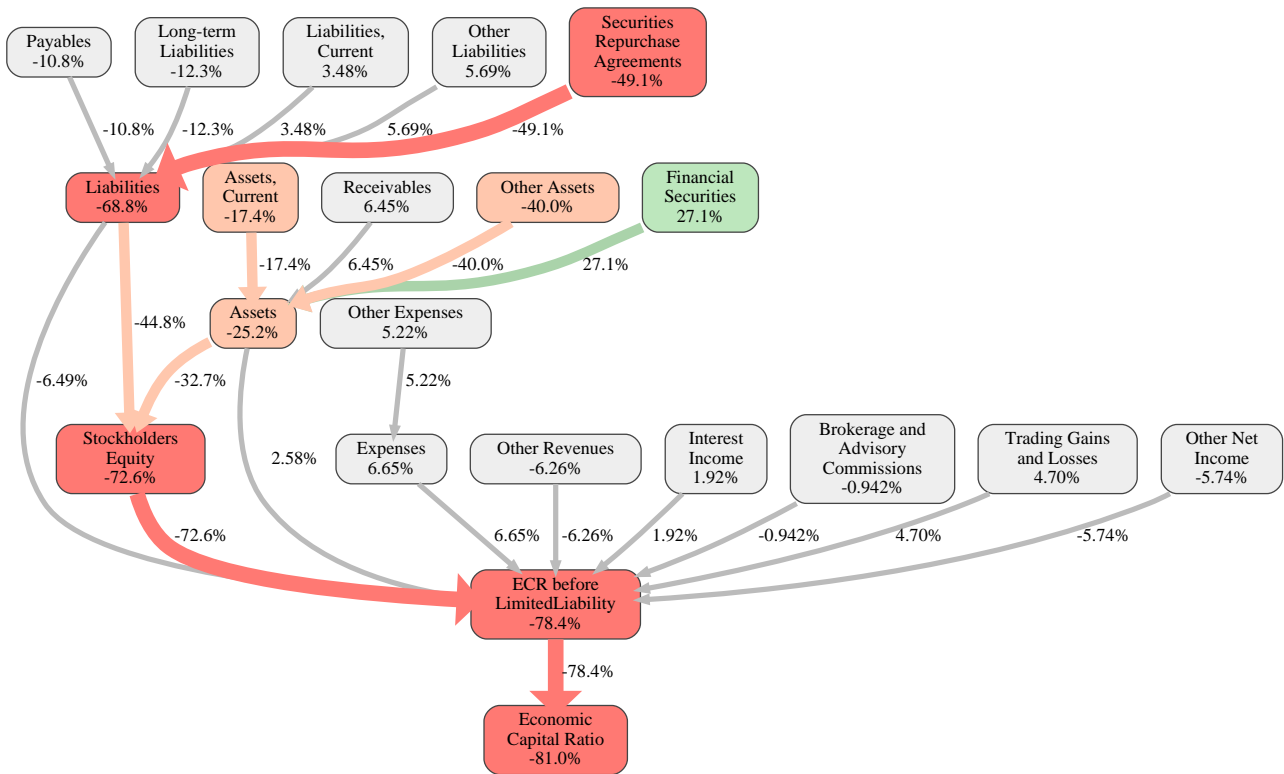 Payables
-10.8%
Long-term
Liabilities
-12.3%
Liabilities,
Current
3.48%
Other
Liabilities
5.69%
Securities
Repurchase
Agreements
-49.1%
-10.8%
-12.3%
3.48%
5.69%
-49.1%
Liabilities
-68.8%
Assets,
Current
-17.4%
Receivables
6.45%
Other Assets
-40.0%
Financial
Securities
27.1%
-17.4%
6.45%
-40.0%
27.1%
Assets
-25.2%
Other Expenses
5.22%
-44.8%
-6.49%
-32.7%
5.22%
Stockholders
Equity
-72.6%
2.58%
Expenses
6.65%
Other Revenues
-6.26%
Interest
Income
1.92%
Brokerage and
Advisory
Commissions
-0.942%
Trading Gains
and Losses
4.70%
Other Net
Income
-5.74%
-72.6%
6.65%
-6.26%
1.92%
-0.942%
4.70%
-5.74%
ECR before
LimitedLiability
-78.4%
-78.4%
Economic
Capital Ratio
-81.0%